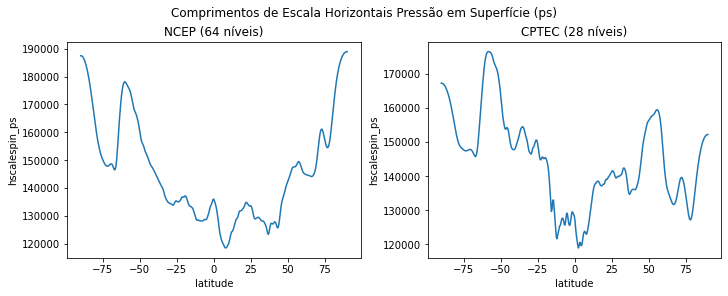 Comprimentos de Escala Horizontais Pressão em Superfície (ps)
NCEP (64 níveis)
190000
180000
170000
160000
150000
140000
130000
120000
hscalespin_ps
−75 −50 −25 0 25 50 75
latitude
CPTEC (28 níveis)
170000
160000
150000
140000
130000
120000
hscalespin_ps
−75 −50 −25 0 25 50 75
latitude